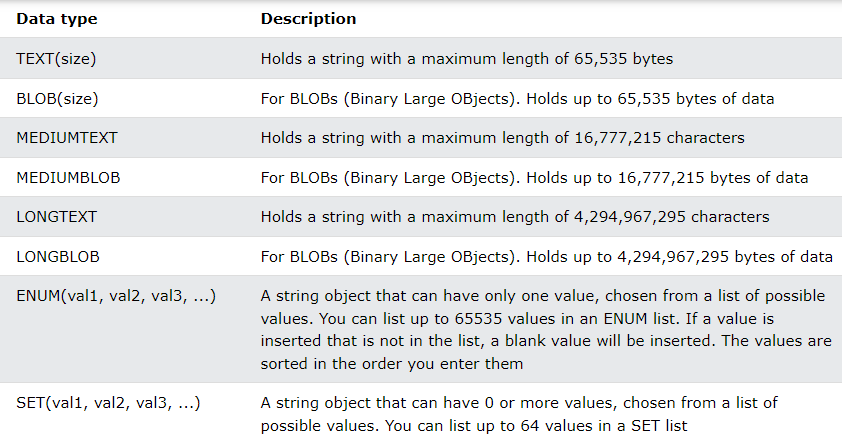 Data type Description
TEXT(size) Holds a string with a maximum length of 65,535 bytes
BLOB(size) For BLOBs (Binary Large OBjects). Holds up to 65,535 bytes of data
MEDIUMTEXT Holds a string with a maximum length of 16,777,215 characters
MEDIUMBLOB For BLOBs (Binary Large OBjects). Holds up to 16,777,215 bytes of data
LONGTEXT Holds a string with a maximum length of 4,294,967,295 characters
LONGBLOB For BLOBs (Binary Large OBjects). Holds up to 4,294,967,295 bytes of data
ENUM(val1, val2, val3, ...) A string object that can have only one value, chosen from a list of possible
values. You can list up to 65535 values in an ENUM list. If a value is
inserted that is not in the list, a blank value will be inserted. The values are
sorted in the order you enter them
SET(val1, val2, val3, ...) A string object that can have 0 or more values, chosen from a list of
possible values. You can list up to 64 values in a SET list